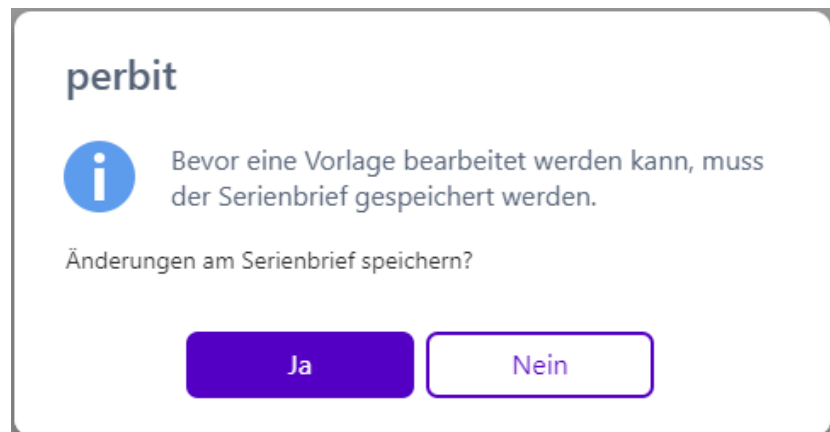 perbit
Bevor eine Vorlage bearbeitet werden kann, muss
der Serienbrief gespeichert werden.
Änderungen am Serienbrief speichern?
Ja
Nein